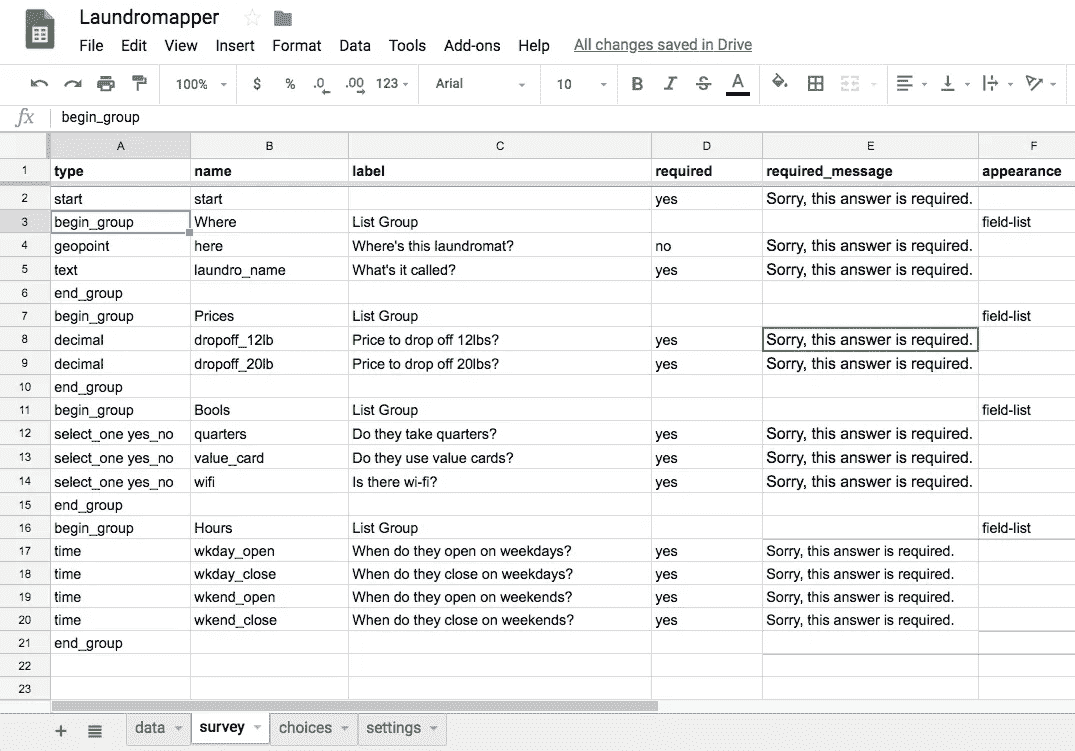 Laundromapper
File Edit View Insert Format Data Tools Add-ons Help All changes saved in Drive
100% $ % .0 .00 123 Arial 10 B I S A
fx begin_group
A B C D E F
1 type name label required required_message appearance
2 start start yes Sorry, this answer is required.
3 begin_group Where List Group field-list
4 geopoint here Where's this laundromat? no Sorry, this answer is required.
5 text laundro_name What's it called? yes Sorry, this answer is required.
6 end_group
7 begin_group Prices List Group field-list
8 decimal dropoff_12lb Price to drop off 12lbs? yes Sorry, this answer is required.
9 decimal dropoff_20lb Price to drop off 20lbs? yes Sorry, this answer is required.
10 end_group
11 begin_group Bools List Group field-list
12 select_one yes_no quarters Do they take quarters? yes Sorry, this answer is required.
13 select_one yes_no value_card Do they use value cards? yes Sorry, this answer is required.
14 select_one yes_no wifi Is there wi-fi? yes Sorry, this answer is required.
15 end_group
16 begin_group Hours List Group field-list
17 time wkday_open When do they open on weekdays? yes Sorry, this answer is required.
18 time wkday_close When do they close on weekdays? yes Sorry, this answer is required.
19 time wkend_open When do they open on weekends? yes Sorry, this answer is required.
20 time wkend_close When do they close on weekends? yes Sorry, this answer is required.
21 end_group
22
23
+ data survey choices settings